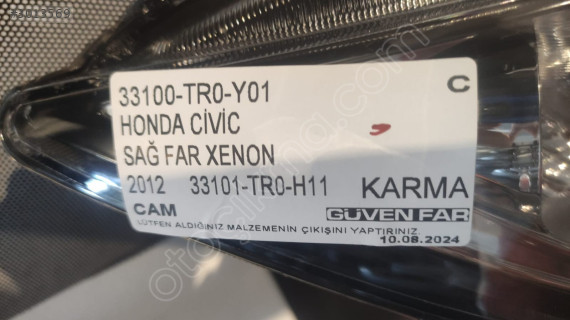 33100-TR0-Y01 C
HONDA CİVİC
SAĞ FAR XENON
2012 33101-TR0-H11 KARMA
CAM GÜVEN FAR
LÜTFEN ALDIĞINIZ MALZEMENİN ÇIKIŞINI YAPTIRINIZ.
10.08.2024